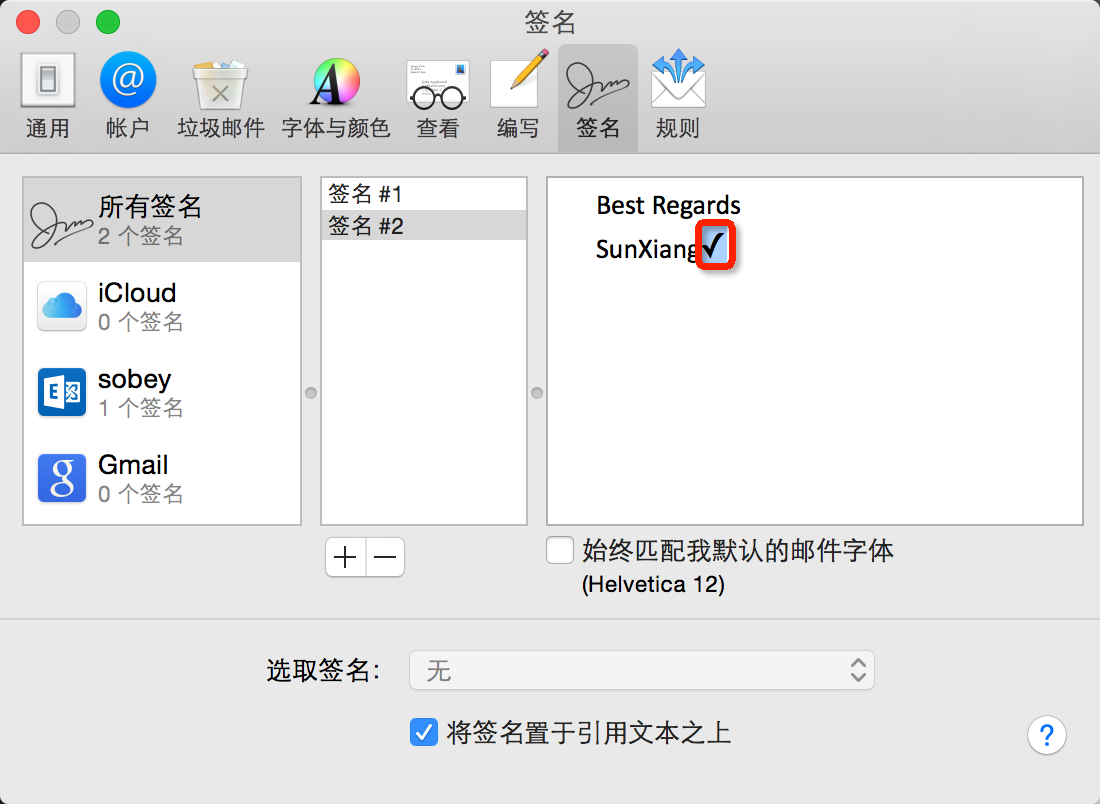 签名
通用
帐户
垃圾邮件
字体与颜色
查看
编写
签名
规则
所有签名
2 个签名
iCloud
0 个签名
sobey
1 个签名
Gmail
0 个签名
签名 #1
签名 #2
Best Regards
SunXiang✓
始终匹配我默认的邮件字体
(Helvetica 12)
选取签名:
无
将签名置于引用文本之上
?